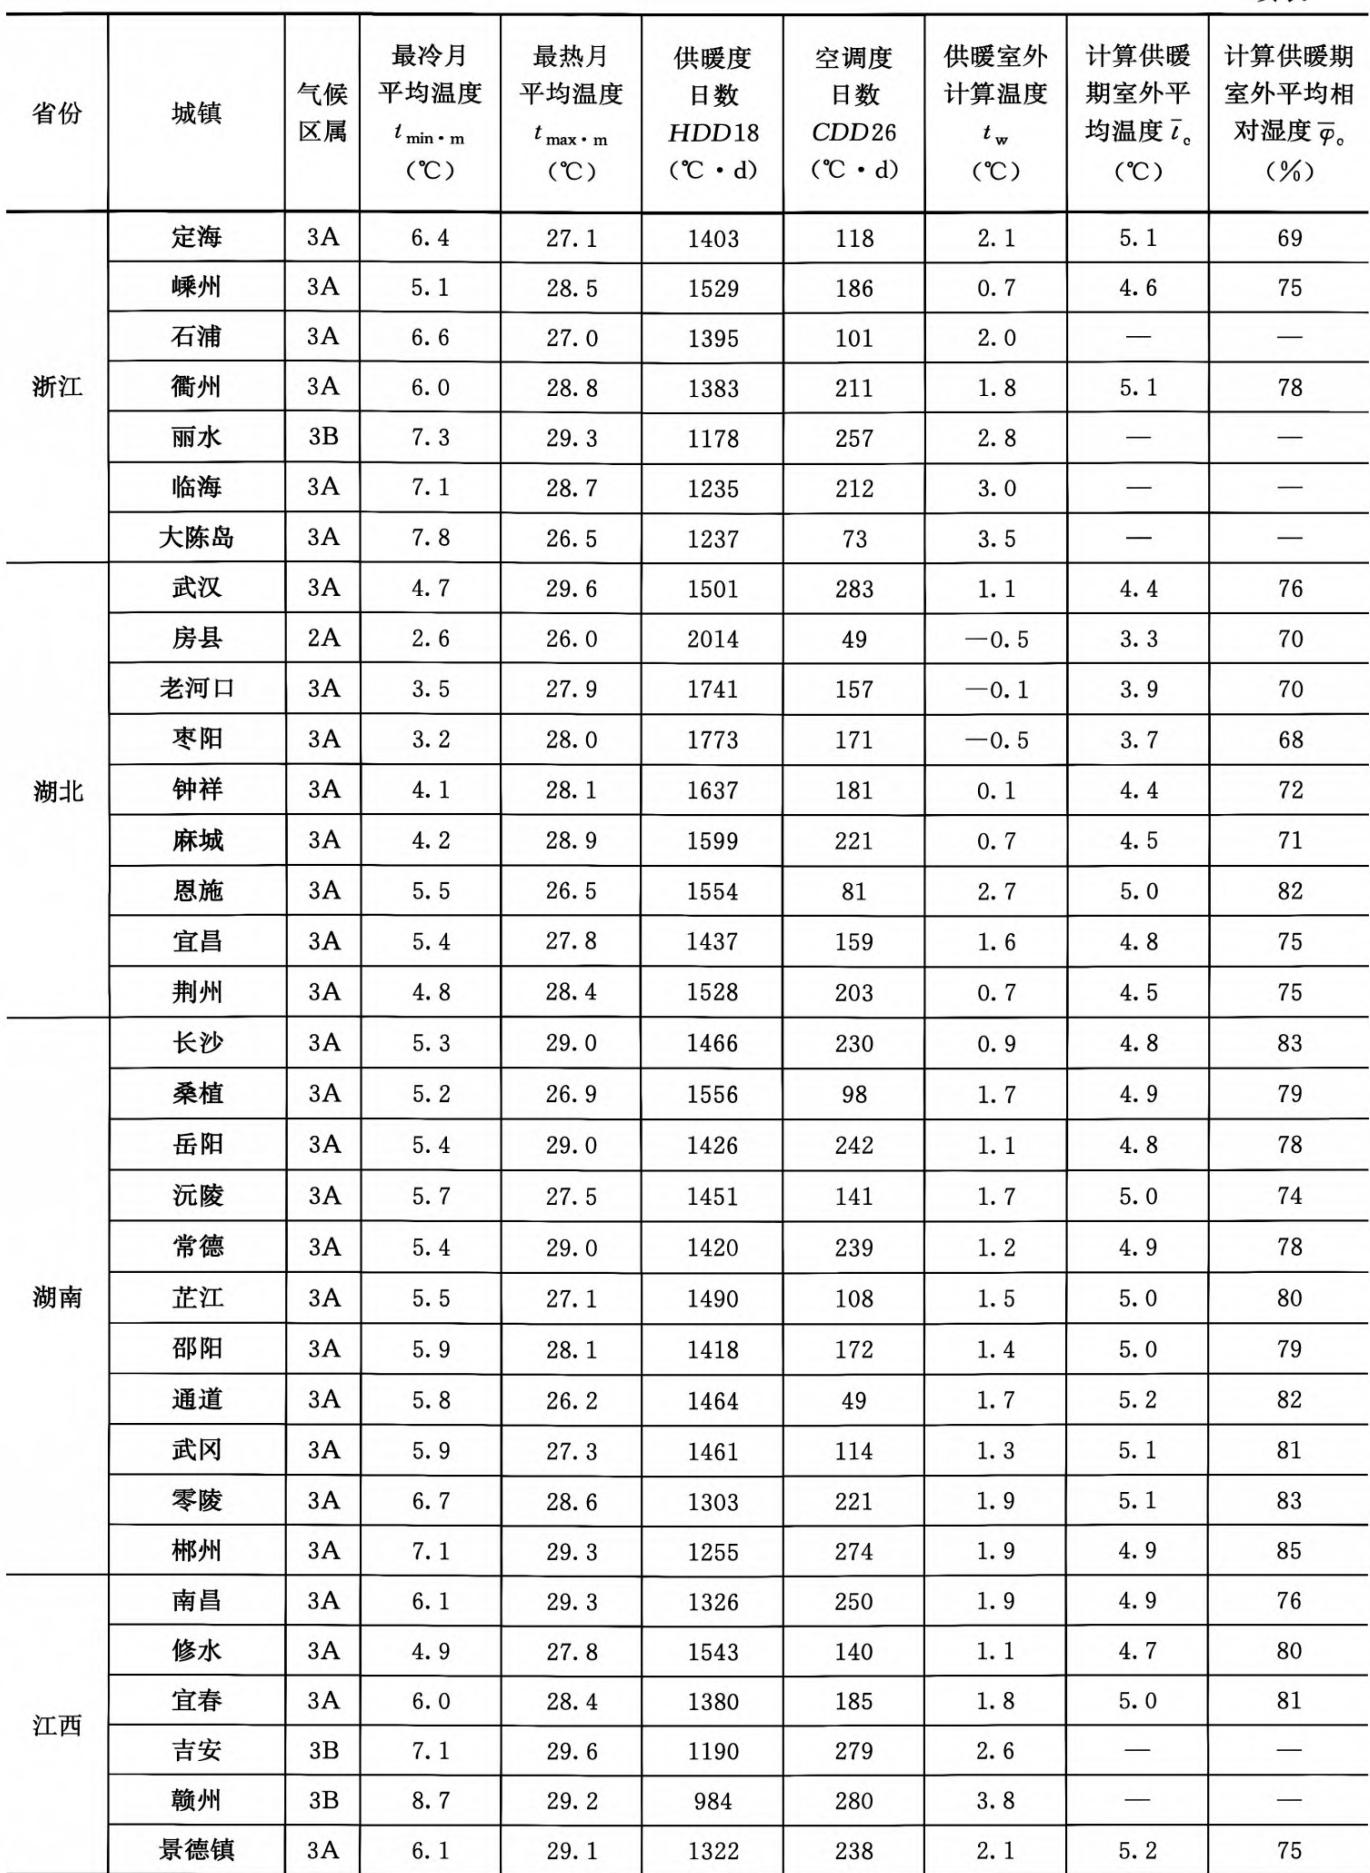 省份 城镇 气候区属 最冷月平均温度 t min·m (℃) 最热月平均温度 t max·m (℃) 供暖度日数 HDD18 (℃·d) 空调度日数 CDD26 (℃·d) 供暖室外计算温度 t w (℃) 计算供暖期室外平均温度 t̄e (℃) 计算供暖期室外平均相对湿度 φ̄e (%)
浙江 定海 3A 6.4 27.1 1403 118 2.1 5.1 69
嵊州 3A 5.1 28.5 1529 186 0.7 4.6 75
石浦 3A 6.6 27.0 1395 101 2.0 — —
衢州 3A 6.0 28.8 1383 211 1.8 5.1 78
丽水 3B 7.3 29.3 1178 257 2.8 — —
临海 3A 7.1 28.7 1235 212 3.0 — —
大陈岛 3A 7.8 26.5 1237 73 3.5 — —
湖北 武汉 3A 4.7 29.6 1501 283 1.1 4.4 76
房县 2A 2.6 26.0 2014 49 —0.5 3.3 70
老河口 3A 3.5 27.9 1741 157 —0.1 3.9 70
枣阳 3A 3.2 28.0 1773 171 —0.5 3.7 68
钟祥 3A 4.1 28.1 1637 181 0.1 4.4 72
麻城 3A 4.2 28.9 1599 221 0.7 4.5 71
恩施 3A 5.5 26.5 1554 81 2.7 5.0 82
宜昌 3A 5.4 27.8 1437 159 1.6 4.8 75
荆州 3A 4.8 28.4 1528 203 0.7 4.5 75
湖南 长沙 3A 5.3 29.0 1466 230 0.9 4.8 83
桑植 3A 5.2 26.9 1556 98 1.7 4.9 79
岳阳 3A 5.4 29.0 1426 242 1.1 4.8 78
沅陵 3A 5.7 27.5 1451 141 1.7 5.0 74
常德 3A 5.4 29.0 1420 239 1.2 4.9 78
芷江 3A 5.5 27.1 1490 108 1.5 5.0 80
邵阳 3A 5.9 28.1 1418 172 1.4 5.0 79
通道 3A 5.8 26.2 1464 49 1.7 5.2 82
武冈 3A 5.9 27.3 1461 114 1.3 5.1 81
零陵 3A 6.7 28.6 1303 221 1.9 5.1 83
郴州 3A 7.1 29.3 1255 274 1.9 4.9 85
江西 南昌 3A 6.1 29.3 1326 250 1.9 4.9 76
修水 3A 4.9 27.8 1543 140 1.1 4.7 80
宜春 3A 6.0 28.4 1380 185 1.8 5.0 81
吉安 3B 7.1 29.6 1190 279 2.6 — —
赣州 3B 8.7 29.2 984 280 3.8 — —
景德镇 3A 6.1 29.1 1322 238 2.1 5.2 75